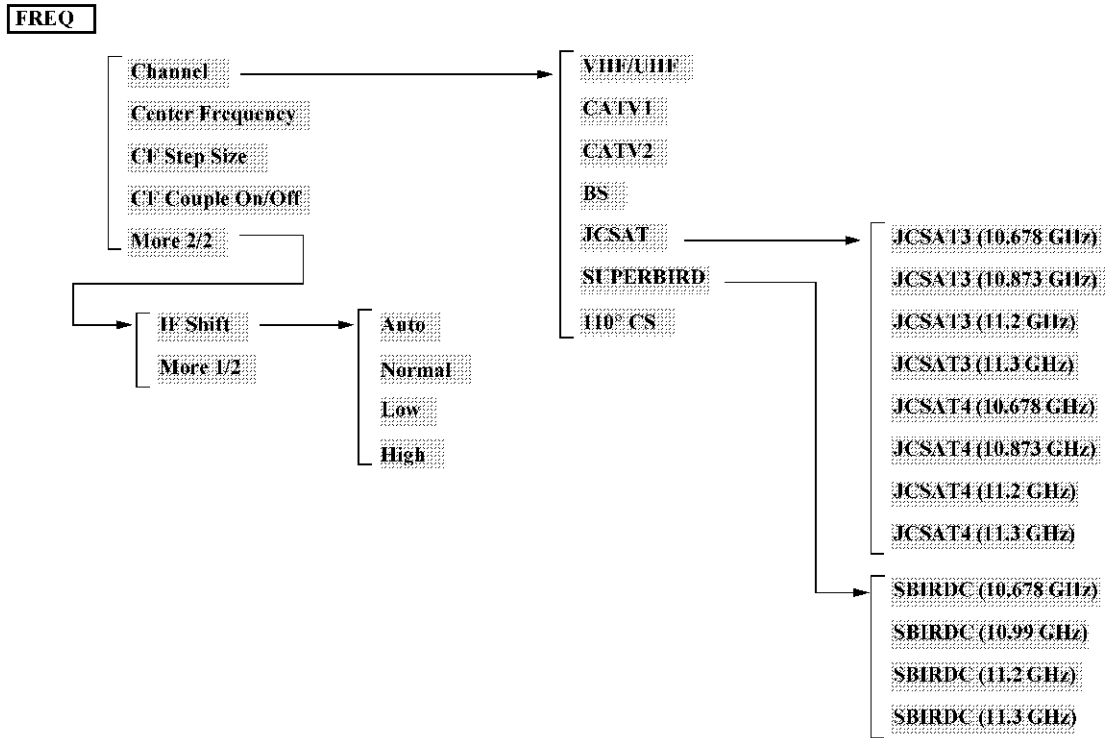 FREQ
Channel
Center Frequency
CF Step Size
CF Couple On/Off
More 2/2
IF Shift
More 1/2
Auto
Normal
Low
High
VHF/UHF
CATV1
CATV2
BS
JCSAT
SUPERBIRD
110° CS
JCSAT3 (10.678 GHz)
JCSAT3 (10.873 GHz)
JCSAT3 (11.2 GHz)
JCSAT3 (11.3 GHz)
JCSAT4 (10.678 GHz)
JCSAT4 (10.873 GHz)
JCSAT4 (11.2 GHz)
JCSAT4 (11.3 GHz)
SBIRDC (10.678 GHz)
SBIRDC (10.99 GHz)
SBIRDC (11.2 GHz)
SBIRDC (11.3 GHz)